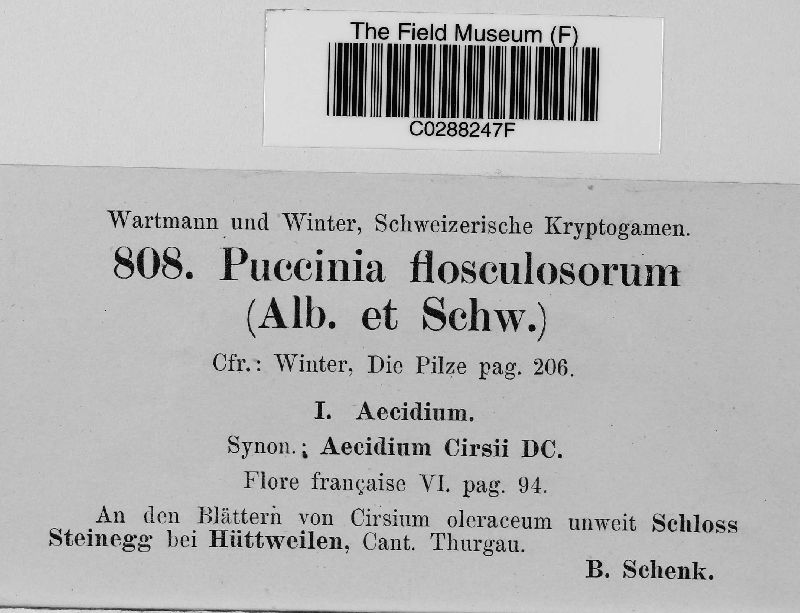 The Field Museum (F)
C0288247F
Wartmann und Winter, Schweizerische Kryptogamen.
808. Puccinia flosculosorum
(Alb. et Schw.)
Cfr.: Winter, Die Pilze pag. 206.
I. Aecidium.
Synon.: Aecidium Cirsii DC.
Flore française VI. pag. 94.
An den Blättern von Cirsium oleraceum unweit Schloss
Steinegg bei Hüttweilen, Cant. Thurgau.
B. Schenk.